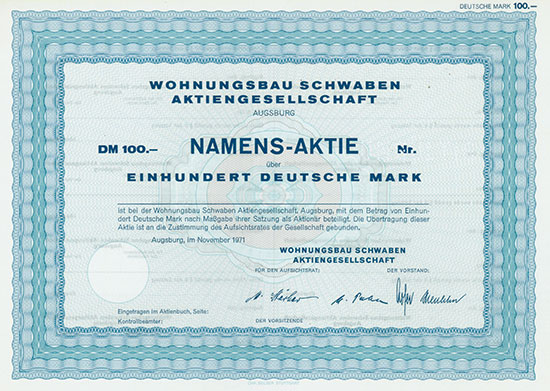 DEUTSCHE MARK 100.—
WOHNUNGSBAU SCHWABEN
AKTIENGESELLSCHAFT
AUGSBURG
DM 100.— NAMENS-AKTIE Nr.
über
EINHUNDERT DEUTSCHE MARK
ist bei der Wohnungsbau Schwaben Aktiengesellschaft, Augsburg, mit dem Betrag von Einhun-
dert Deutsche Mark nach Maßgabe ihrer Satzung als Aktionär beteiligt. Die Übertragung dieser
Aktie ist an die Zustimmung des Aufsichtsrates der Gesellschaft gebunden.
Augsburg, im November 1971
WOHNUNGSBAU SCHWABEN
AKTIENGESELLSCHAFT
FÜR DEN AUFSICHTSRAT: DER VORSTAND:
Eingetragen im Aktienbuch, Seite:
Kontrollbeamter: DER VORSITZENDE